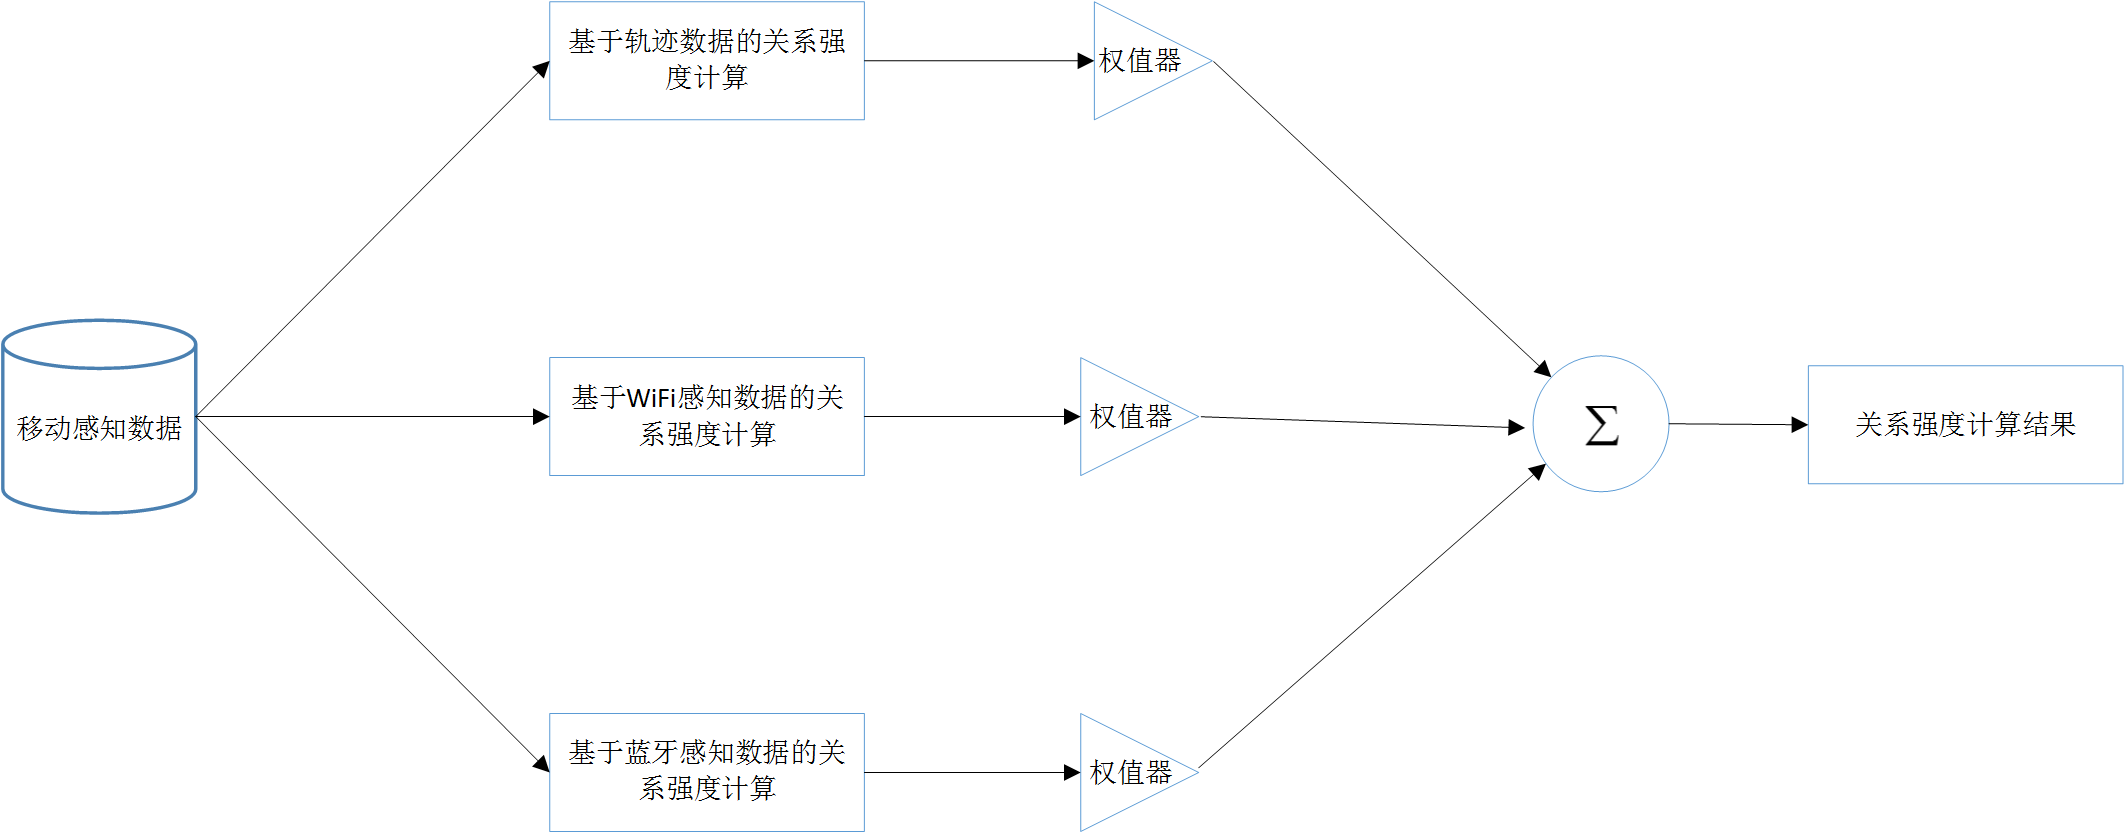 基于轨迹数据的关系强
度计算
权值器
移动感知数据
基于WiFi感知数据的关
系强度计算
权值器
∑
关系强度计算结果
基于蓝牙感知数据的关
系强度计算
权值器